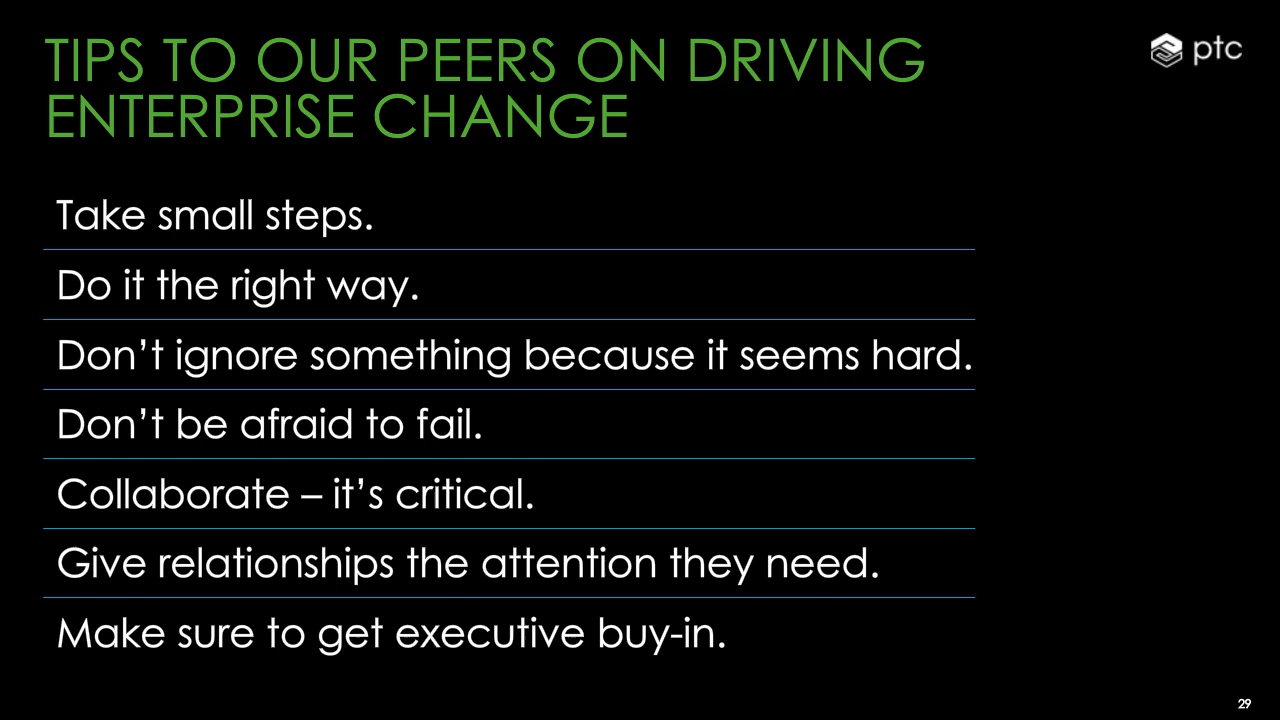 TIPS TO OUR PEERS ON DRIVING
ENTERPRISE CHANGE
ptc
Take small steps.
Do it the right way.
Don’t ignore something because it seems hard.
Don’t be afraid to fail.
Collaborate – it’s critical.
Give relationships the attention they need.
Make sure to get executive buy-in.
29